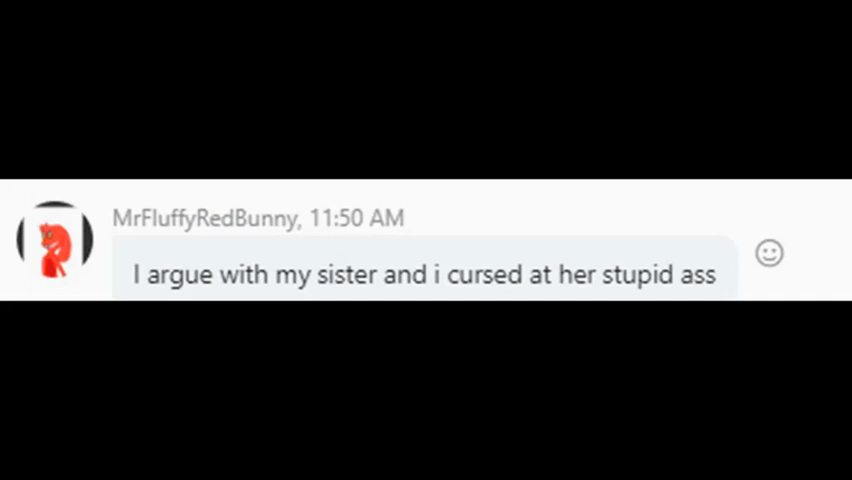 MrFluffyRedBunny, 11:50 AM
I argue with my sister and i cursed at her stupid ass